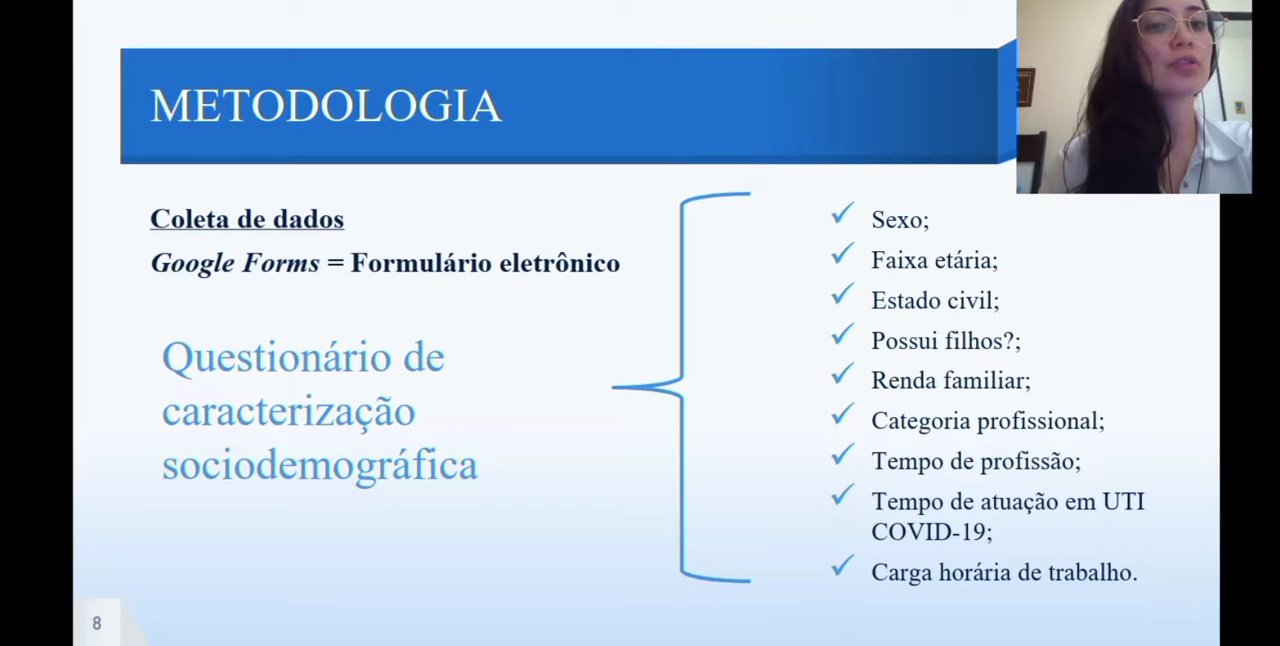 METODOLOGIA
Coleta de dados
Google Forms = Formulário eletrônico
Questionário de
caracterização
sociodemográfica
Sexo;
Faixa etária;
Estado civil;
Possui filhos?;
Renda familiar;
Categoria profissional;
Tempo de profissão;
Tempo de atuação em UTI
COVID-19;
Carga horária de trabalho.
8